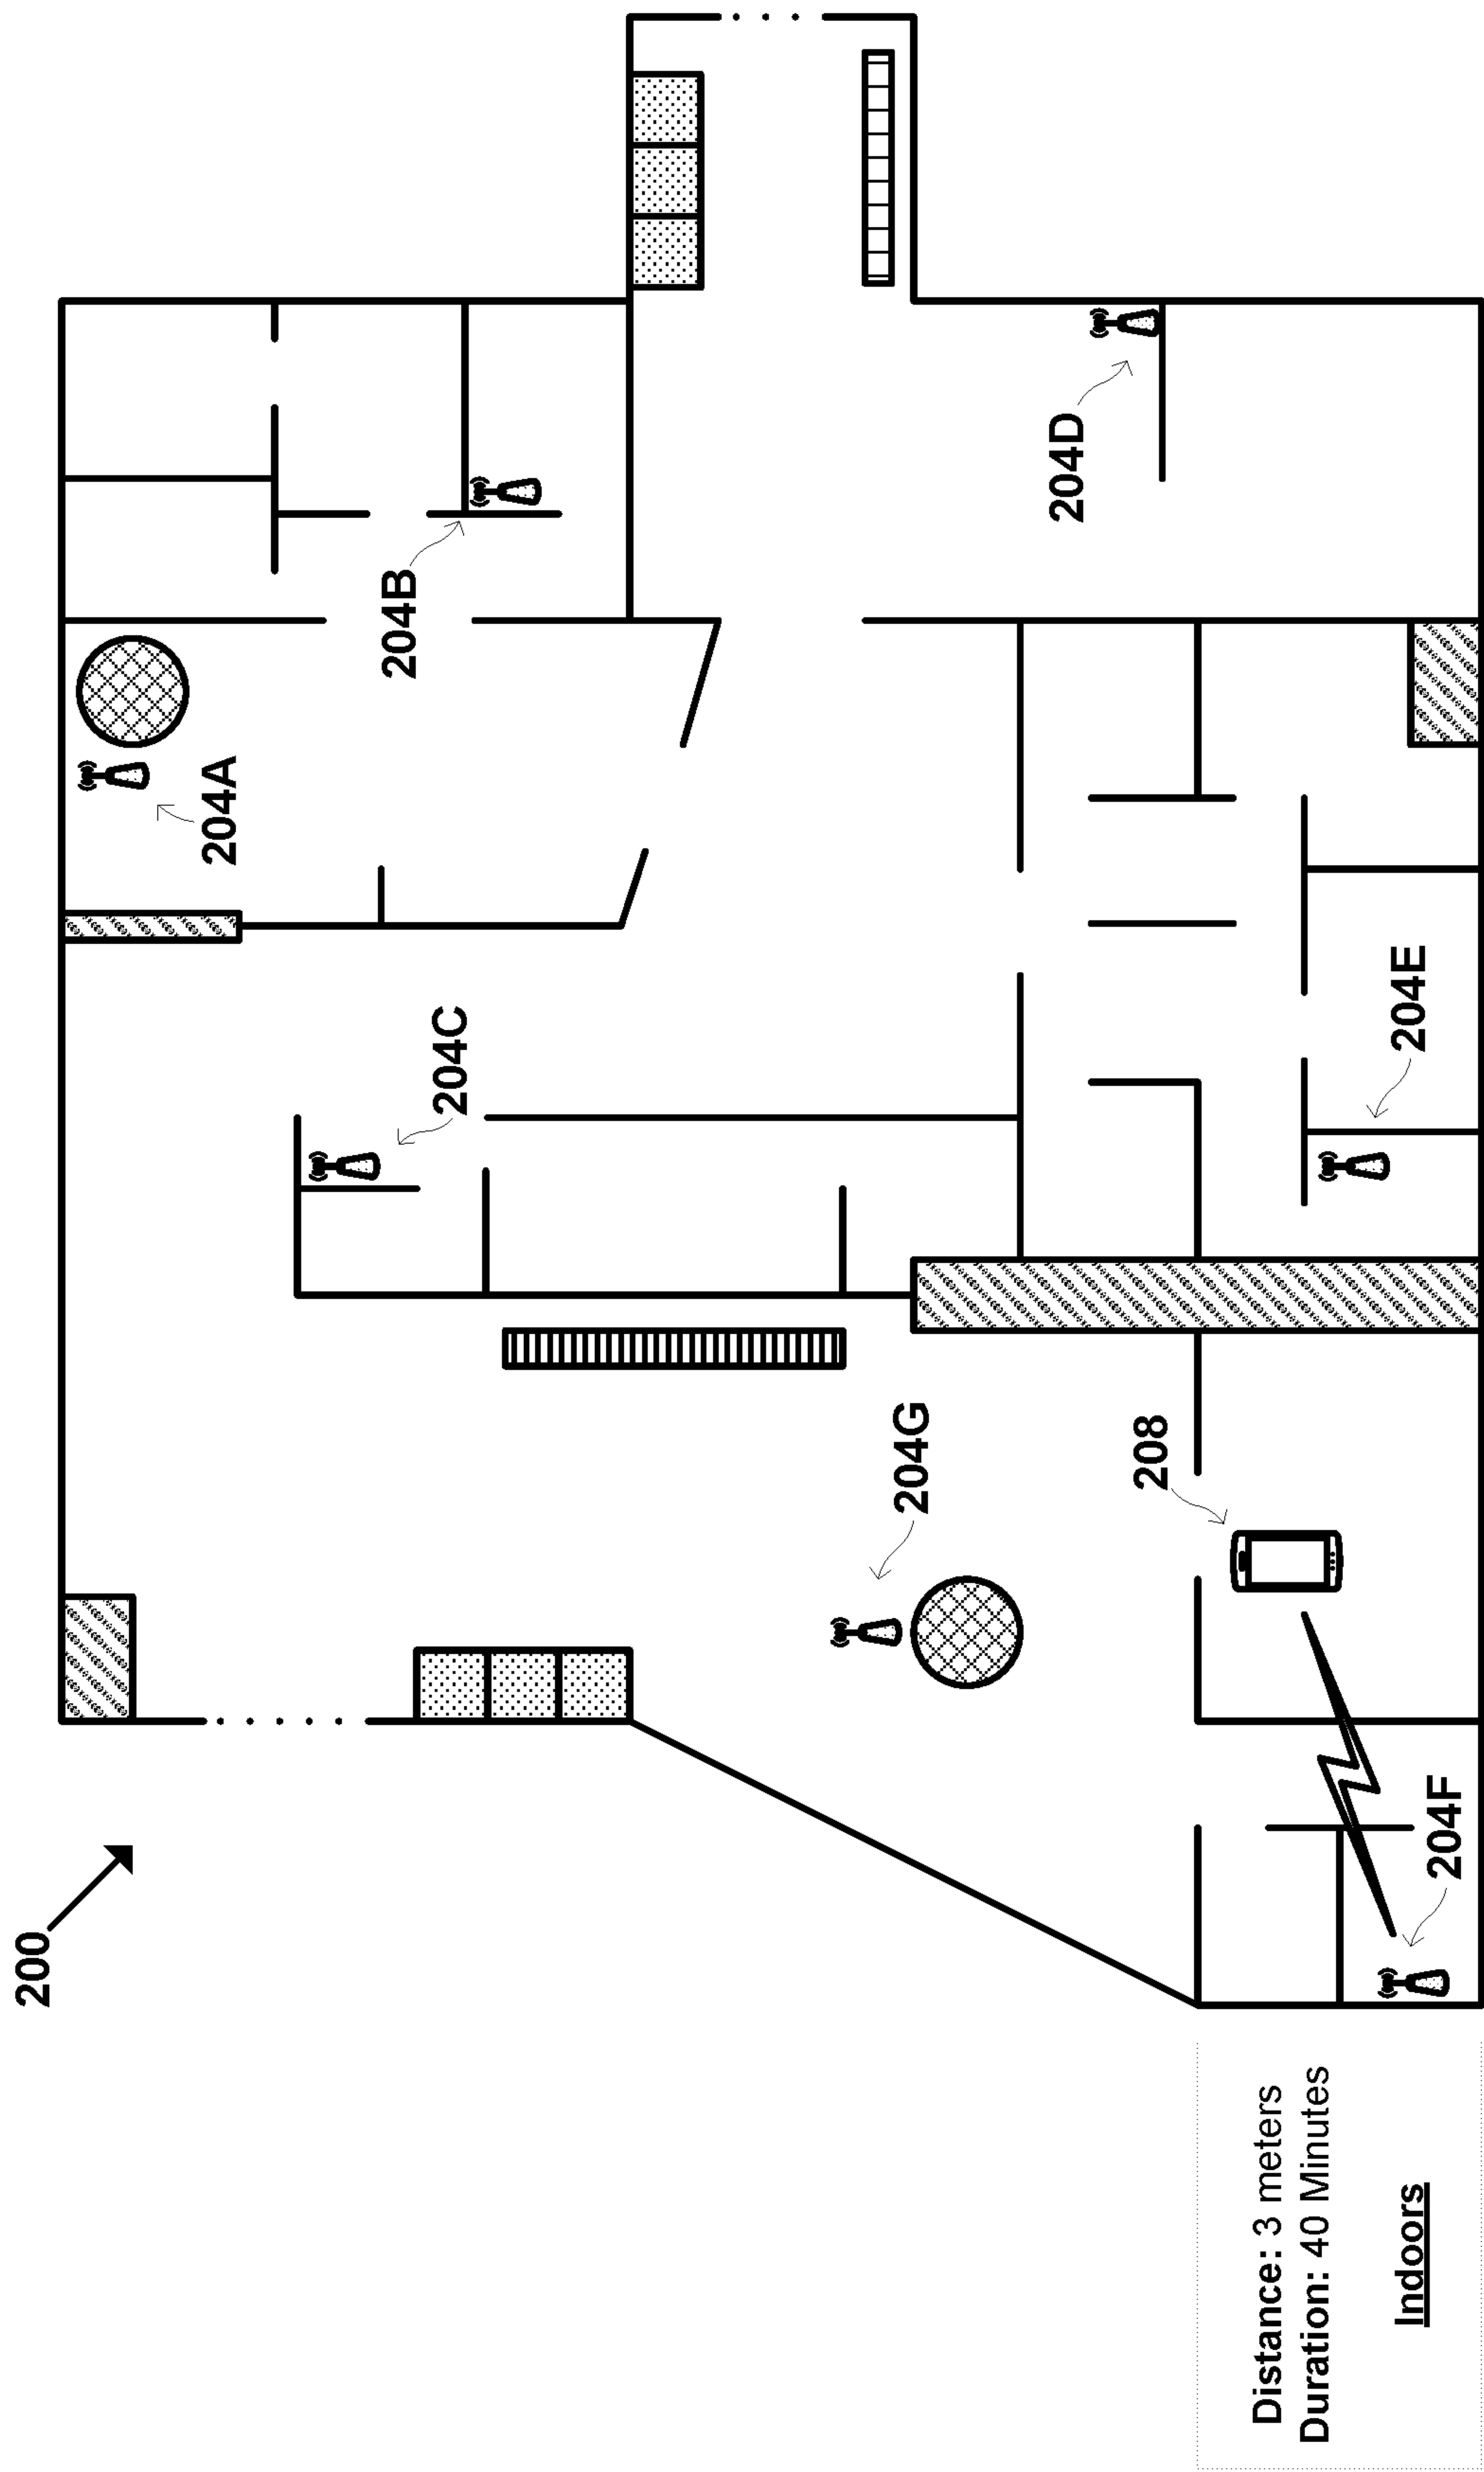 200
204A
204B
204C
204D
204E
204G
208
204F
Distance: 3 meters
Duration: 40 Minutes
Indoors